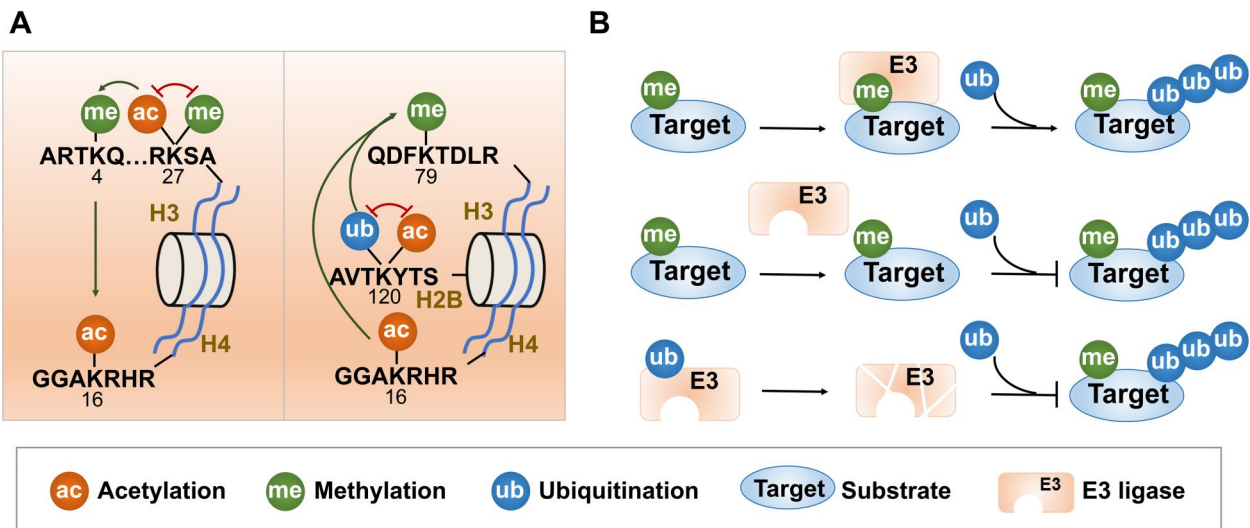 A
me ac me
ARTKQ...RKSA
4 27
H3
ac
H4
GGAKRHR
16
me
QDFKTDLR
79
H3
ub ac
AVTKYTS
120 H2B
ac
H4
GGAKRHR
16
B
me
Target
E3
me
Target
ub
me ub ub ub
Target
me
Target
E3
me
Target
ub
me ub ub ub
Target
ub
E3
E3
ub
me ub ub ub
Target
ac Acetylation me Methylation ub Ubiquitination Target Substrate E3 E3 ligase